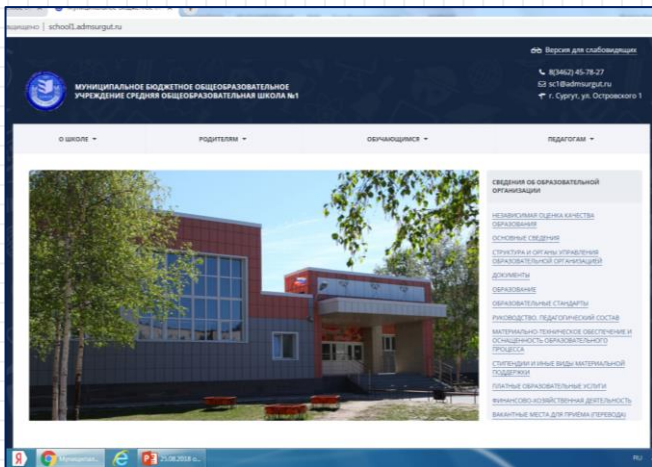 school1.admsurgut.ru
Версия для слабовидящих
8(3462) 45-78-27
sc1@admsurgut.ru
г. Сургут, ул. Островского 1
МУНИЦИПАЛЬНОЕ БЮДЖЕТНОЕ ОБЩЕОБРАЗОВАТЕЛЬНОЕ
УЧРЕЖДЕНИЕ СРЕДНЯЯ ОБЩЕОБРАЗОВАТЕЛЬНАЯ ШКОЛА №1
О ШКОЛЕ
РОДИТЕЛЯМ
ОБУЧАЮЩИМСЯ
ПЕДАГОГАМ
СВЕДЕНИЯ ОБ ОБРАЗОВАТЕЛЬНОЙ
ОРГАНИЗАЦИИ
НЕЗАВИСИМАЯ ОЦЕНКА КАЧЕСТВА
ОБРАЗОВАНИЯ
ОСНОВНЫЕ СВЕДЕНИЯ
СТРУКТУРА И ОРГАНЫ УПРАВЛЕНИЯ
ОБРАЗОВАТЕЛЬНОЙ ОРГАНИЗАЦИЕЙ
ДОКУМЕНТЫ
ОБРАЗОВАНИЕ
ОБРАЗОВАТЕЛЬНЫЕ СТАНДАРТЫ
РУКОВОДСТВО. ПЕДАГОГИЧЕСКИЙ СОСТАВ
МАТЕРИАЛЬНО-ТЕХНИЧЕСКОЕ ОБЕСПЕЧЕНИЕ И
ОСНАЩЕННОСТЬ ОБРАЗОВАТЕЛЬНОГО
ПРОЦЕССА
СТИПЕНДИИ И ИНЫЕ ВИДЫ МАТЕРИАЛЬНОЙ
ПОДДЕРЖКИ
ПЛАТНЫЕ ОБРАЗОВАТЕЛЬНЫЕ УСЛУГИ
ФИНАНСОВО-ХОЗЯЙСТВЕННАЯ ДЕЯТЕЛЬНОСТЬ
ВАКАНТНЫЕ МЕСТА ДЛЯ ПРИЕМА (ПЕРЕВОДА)
Муниципал...
25.08.2018 о...
RU